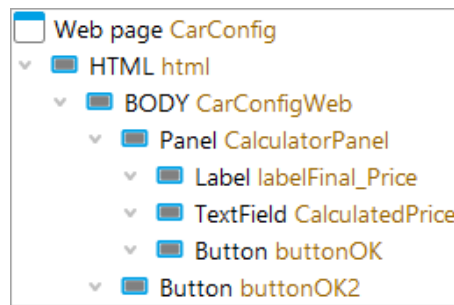 Web page CarConfig
HTML html
BODY CarConfigWeb
Panel CalculatorPanel
Label labelFinal_Price
TextField CalculatedPrice
Button buttonOK
Button buttonOK2